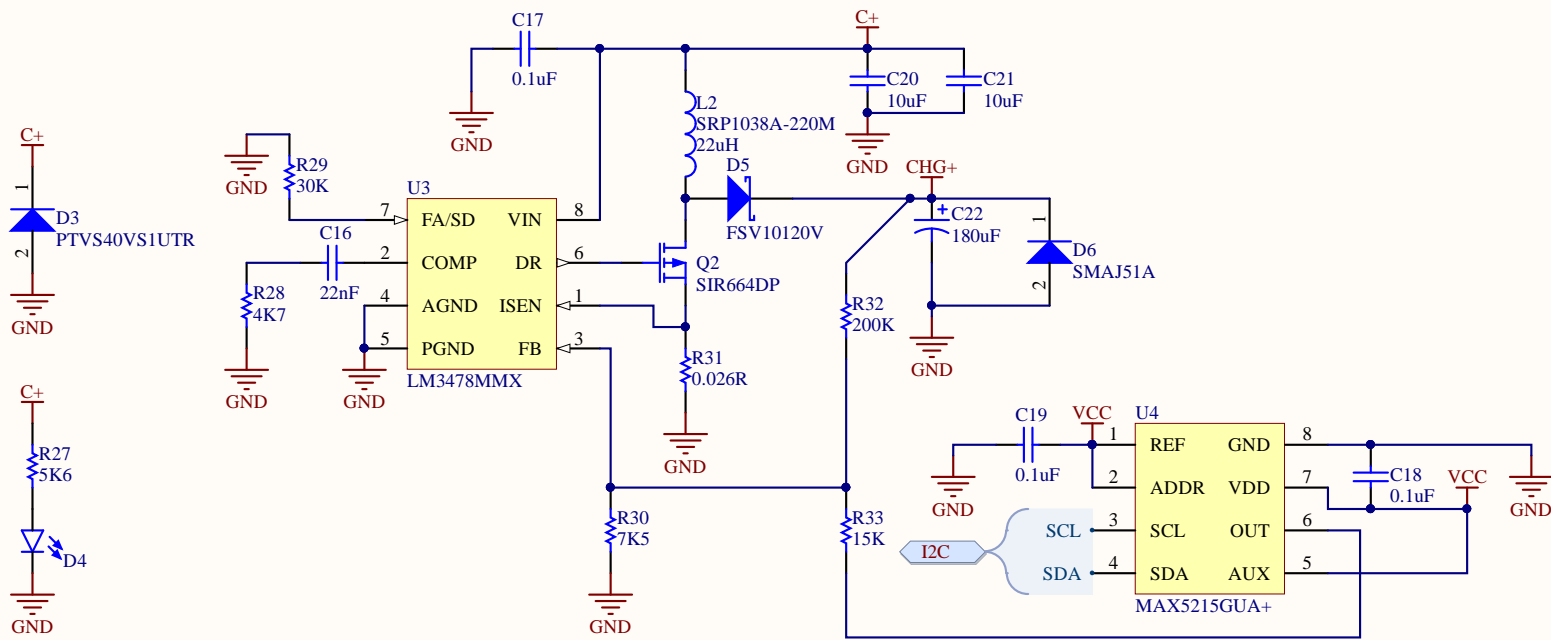 C17
0.1uF
GND
C+
C20
10uF
C21
10uF
GND
L2
SRP1038A-220M
22uH
C+
1
D3
PTVS40VS1UTR
2
GND
GND
R29
30K
U3
7
FA/SD
VIN
8
2
COMP
DR
6
4
AGND
ISEN
1
5
PGND
FB
3
LM3478MMX
C16
22nF
R28
4K7
GND
GND
D5
FSV10120V
CHG+
C22
180uF
1
D6
SMAJ51A
2
GND
Q2
SIR664DP
R32
200K
R31
0.026R
GND
C+
R27
5K6
D4
GND
R30
7K5
GND
R33
15K
C19
0.1uF
GND
VCC
U4
1
REF
GND
8
2
ADDR
VDD
7
3
SCL
OUT
6
4
SDA
AUX
5
MAX5215GUA+
I2C
SCL
SDA
C18
0.1uF
VCC
GND